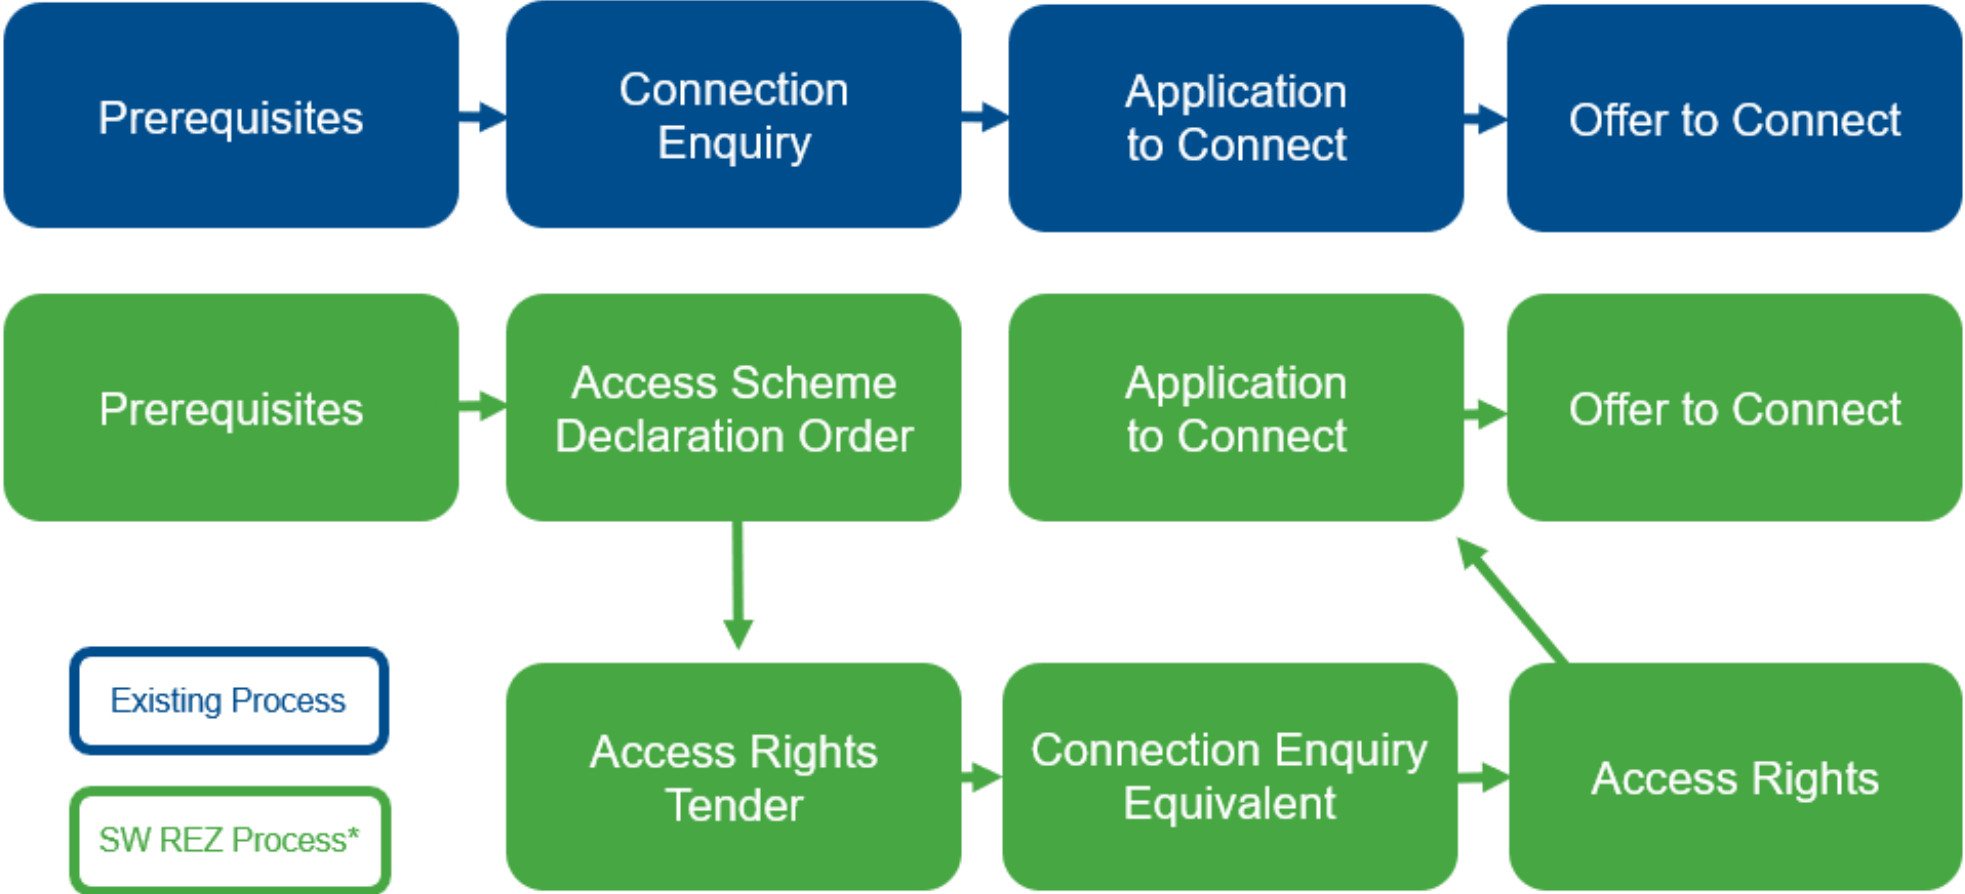 Prerequisites
Connection
Enquiry
Application
to Connect
Offer to Connect
Prerequisites
Access Scheme
Declaration Order
Application
to Connect
Offer to Connect
Existing Process
SW REZ Process*
Access Rights
Tender
Connection Enquiry
Equivalent
Access Rights